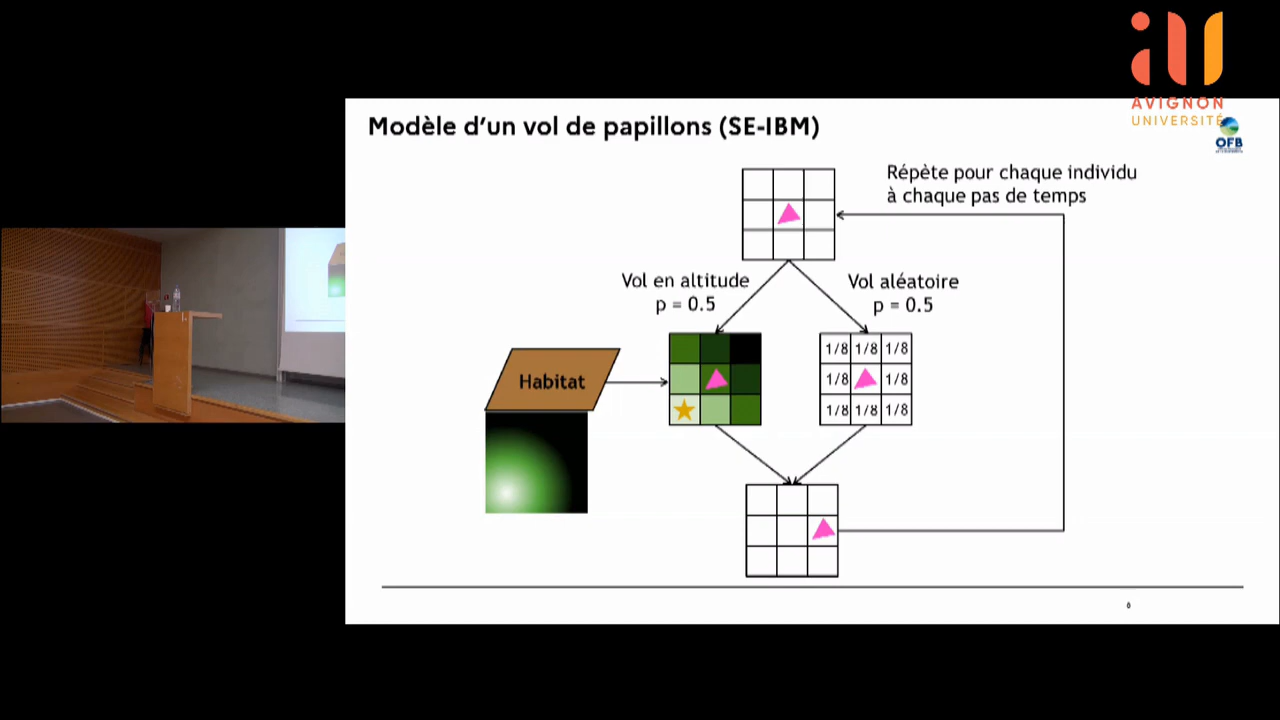 AVIGNON
UNIVERSITÉ
OFB
Modèle d'un vol de papillons (SE-IBM)
Répète pour chaque individu
à chaque pas de temps
Vol en altitude
p = 0.5
Vol aléatoire
p = 0.5
Habitat
1/8 1/8 1/8
1/8 1/8
1/8 1/8 1/8